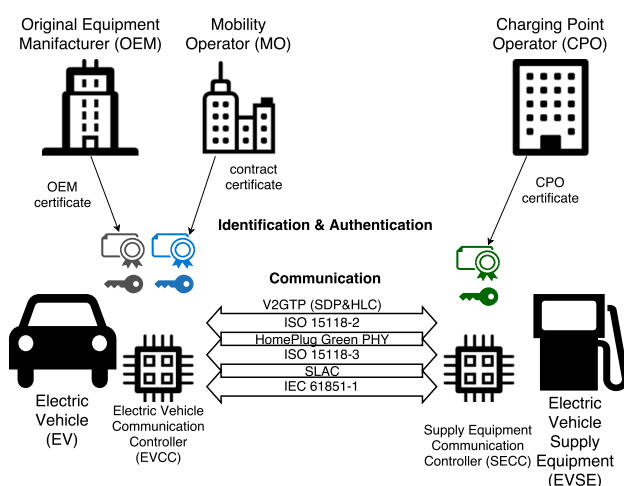 Original Equipment
Manifacturer (OEM)
Mobility
Operator (MO)
Charging Point
Operator (CPO)
OEM
certificate
contract
certificate
CPO
certificate
Identification & Authentication
Communication
V2GTP (SDP&HLC)
ISO 15118-2
HomePlug Green PHY
ISO 15118-3
SLAC
IEC 61851-1
Electric
Vehicle
(EV)
Electric Vehicle
Communication
Controller
(EVCC)
Supply Equipment
Communication
Controller (SECC)
Electric
Vehicle
Supply
Equipment
(EVSE)